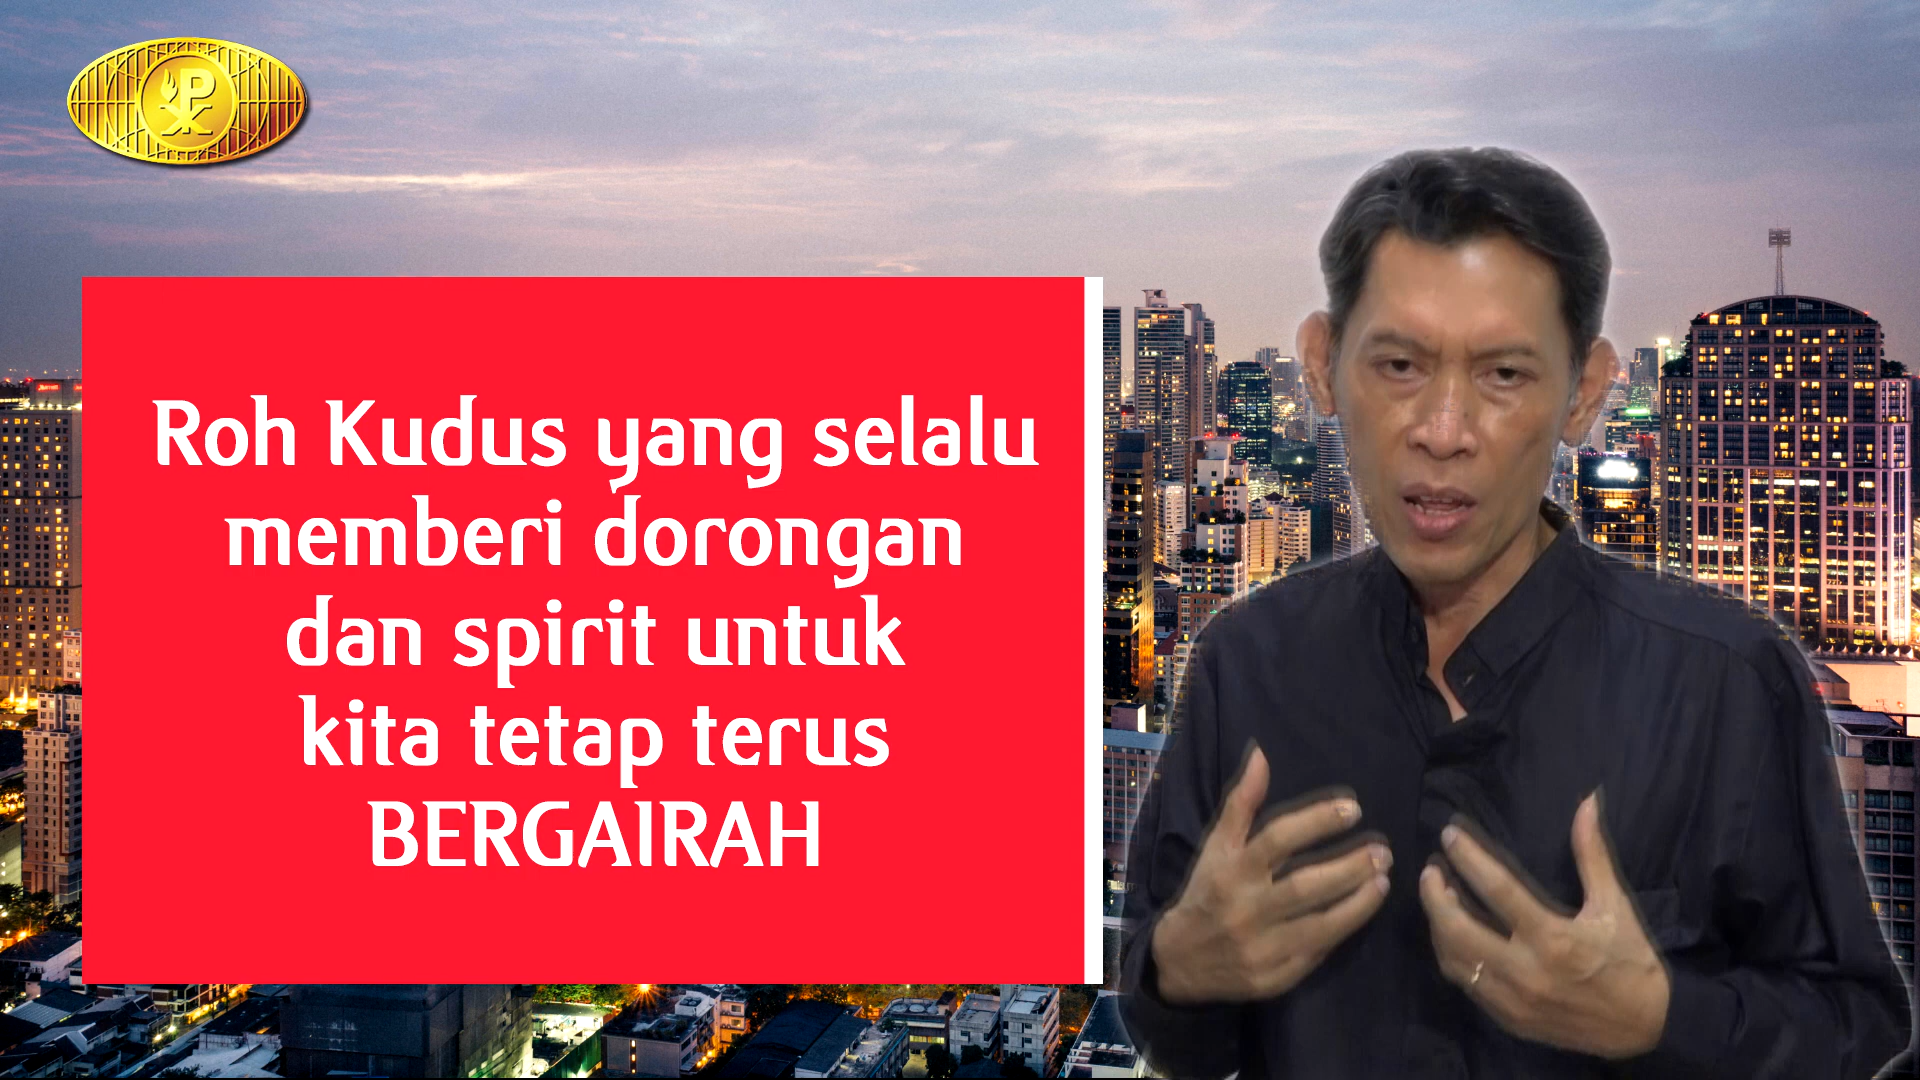 Roh Kudus yang selalu
memberi dorongan
dan spirit untuk
kita tetap terus
BERGAIRAH